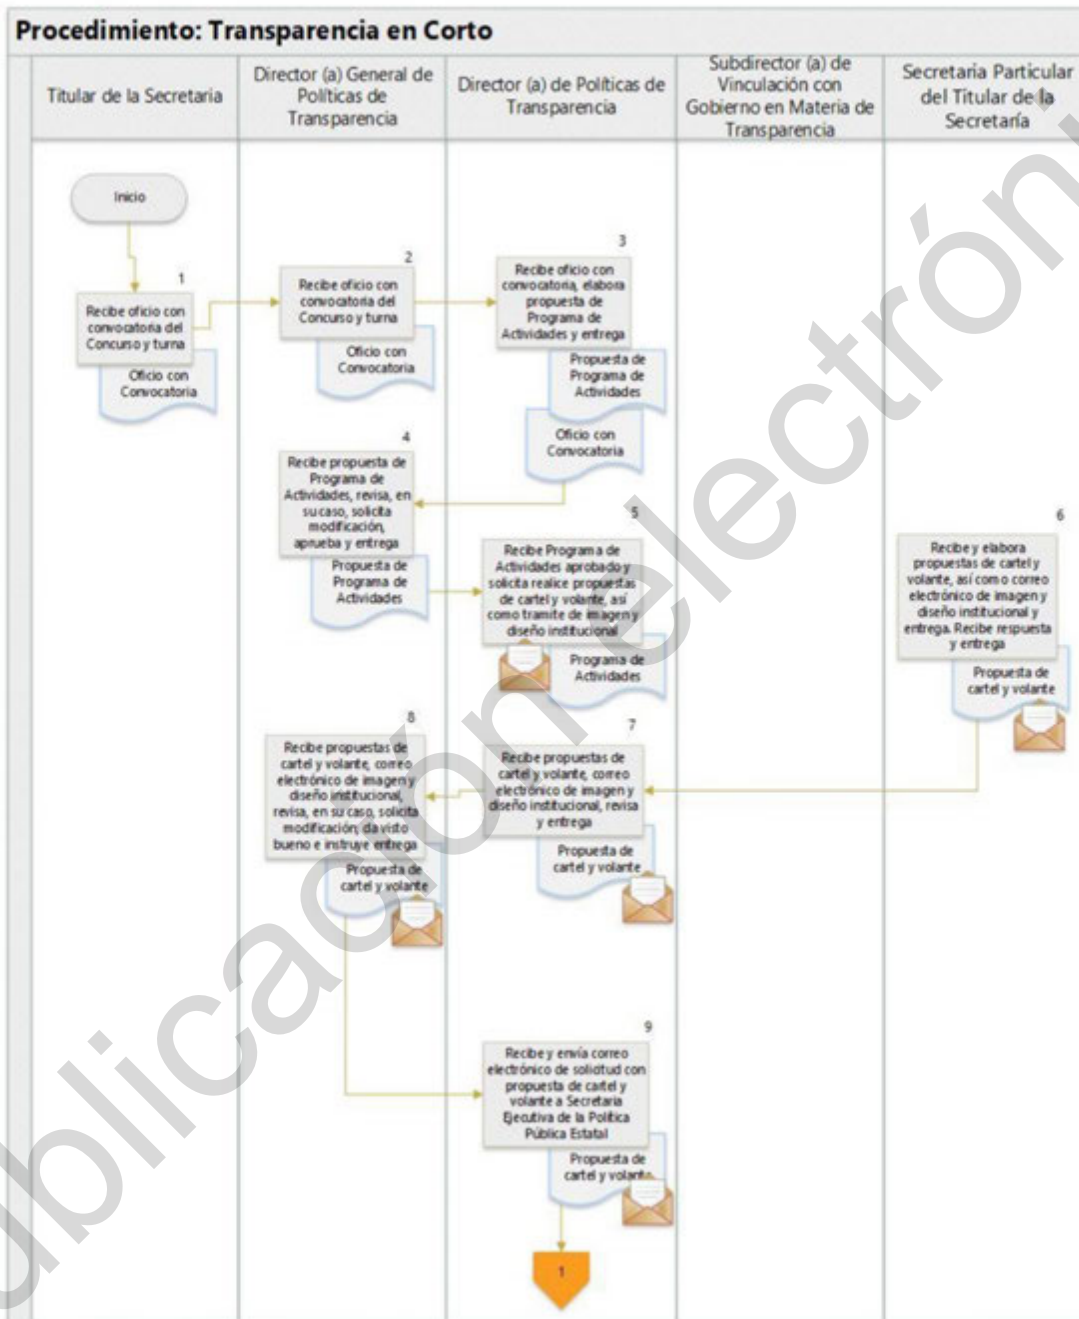 Procedimiento: Transparencia en Corto
Titular de la Secretaria
Director (a) General de
Políticas de
Transparencia
Director (a) de Políticas de
Transparencia
Subdirector (a) de
Vinculación con
Gobierno en Materia de
Transparencia
Secretaria Particular
del Titular de la
Secretaría
Inicio
1
Recibe oficio con
convocatoria del
Concurso y turna
Oficio con
Convocatoria
2
Recibe oficio con
convocatoria del
Concurso y turna
Oficio con
Convocatoria
3
Recibe oficio con
convocatoria, elabora
propuesta de
Programa de
Actividades y entrega
Propuesta de
Programa de
Actividades
Oficio con
Convocatoria
4
Recibe propuesta de
Programa de
Actividades, revisa, en
su caso, solicita
modificación,
aprueba y entrega
Propuesta de
Programa de
Actividades
5
Recibe Programa de
Actividades aprobado y
solicita realice propuestas
de cartel y volante, así
como tramite de imagen y
diseño institucional
Programa de
Actividades
6
Recibe y elabora
propuestas de cartel y
volante, así como correo
electrónico de imagen y
diseño institucional y
entrega. Recibe respuesta
y entrega
Propuesta de
cartel y volante
7
Recibe propuestas de
cartel y volante, correo
electrónico de imagen y
diseño institucional, revisa
y entrega
Propuesta de
cartel y volante
8
Recibe propuestas de
cartel y volante, correo
electrónico de imagen y
diseño institucional,
revisa, en su caso, solicita
modificación, da visto
bueno e instruye entrega
Propuesta de
cartel y volante
9
Recibe y envía correo
electrónico de solicitud con
propuesta de cartel y
volante a Secretaria
Ejecutiva de la Política
Pública Estatal
Propuesta de
cartel y volante
1
ublicación electrón